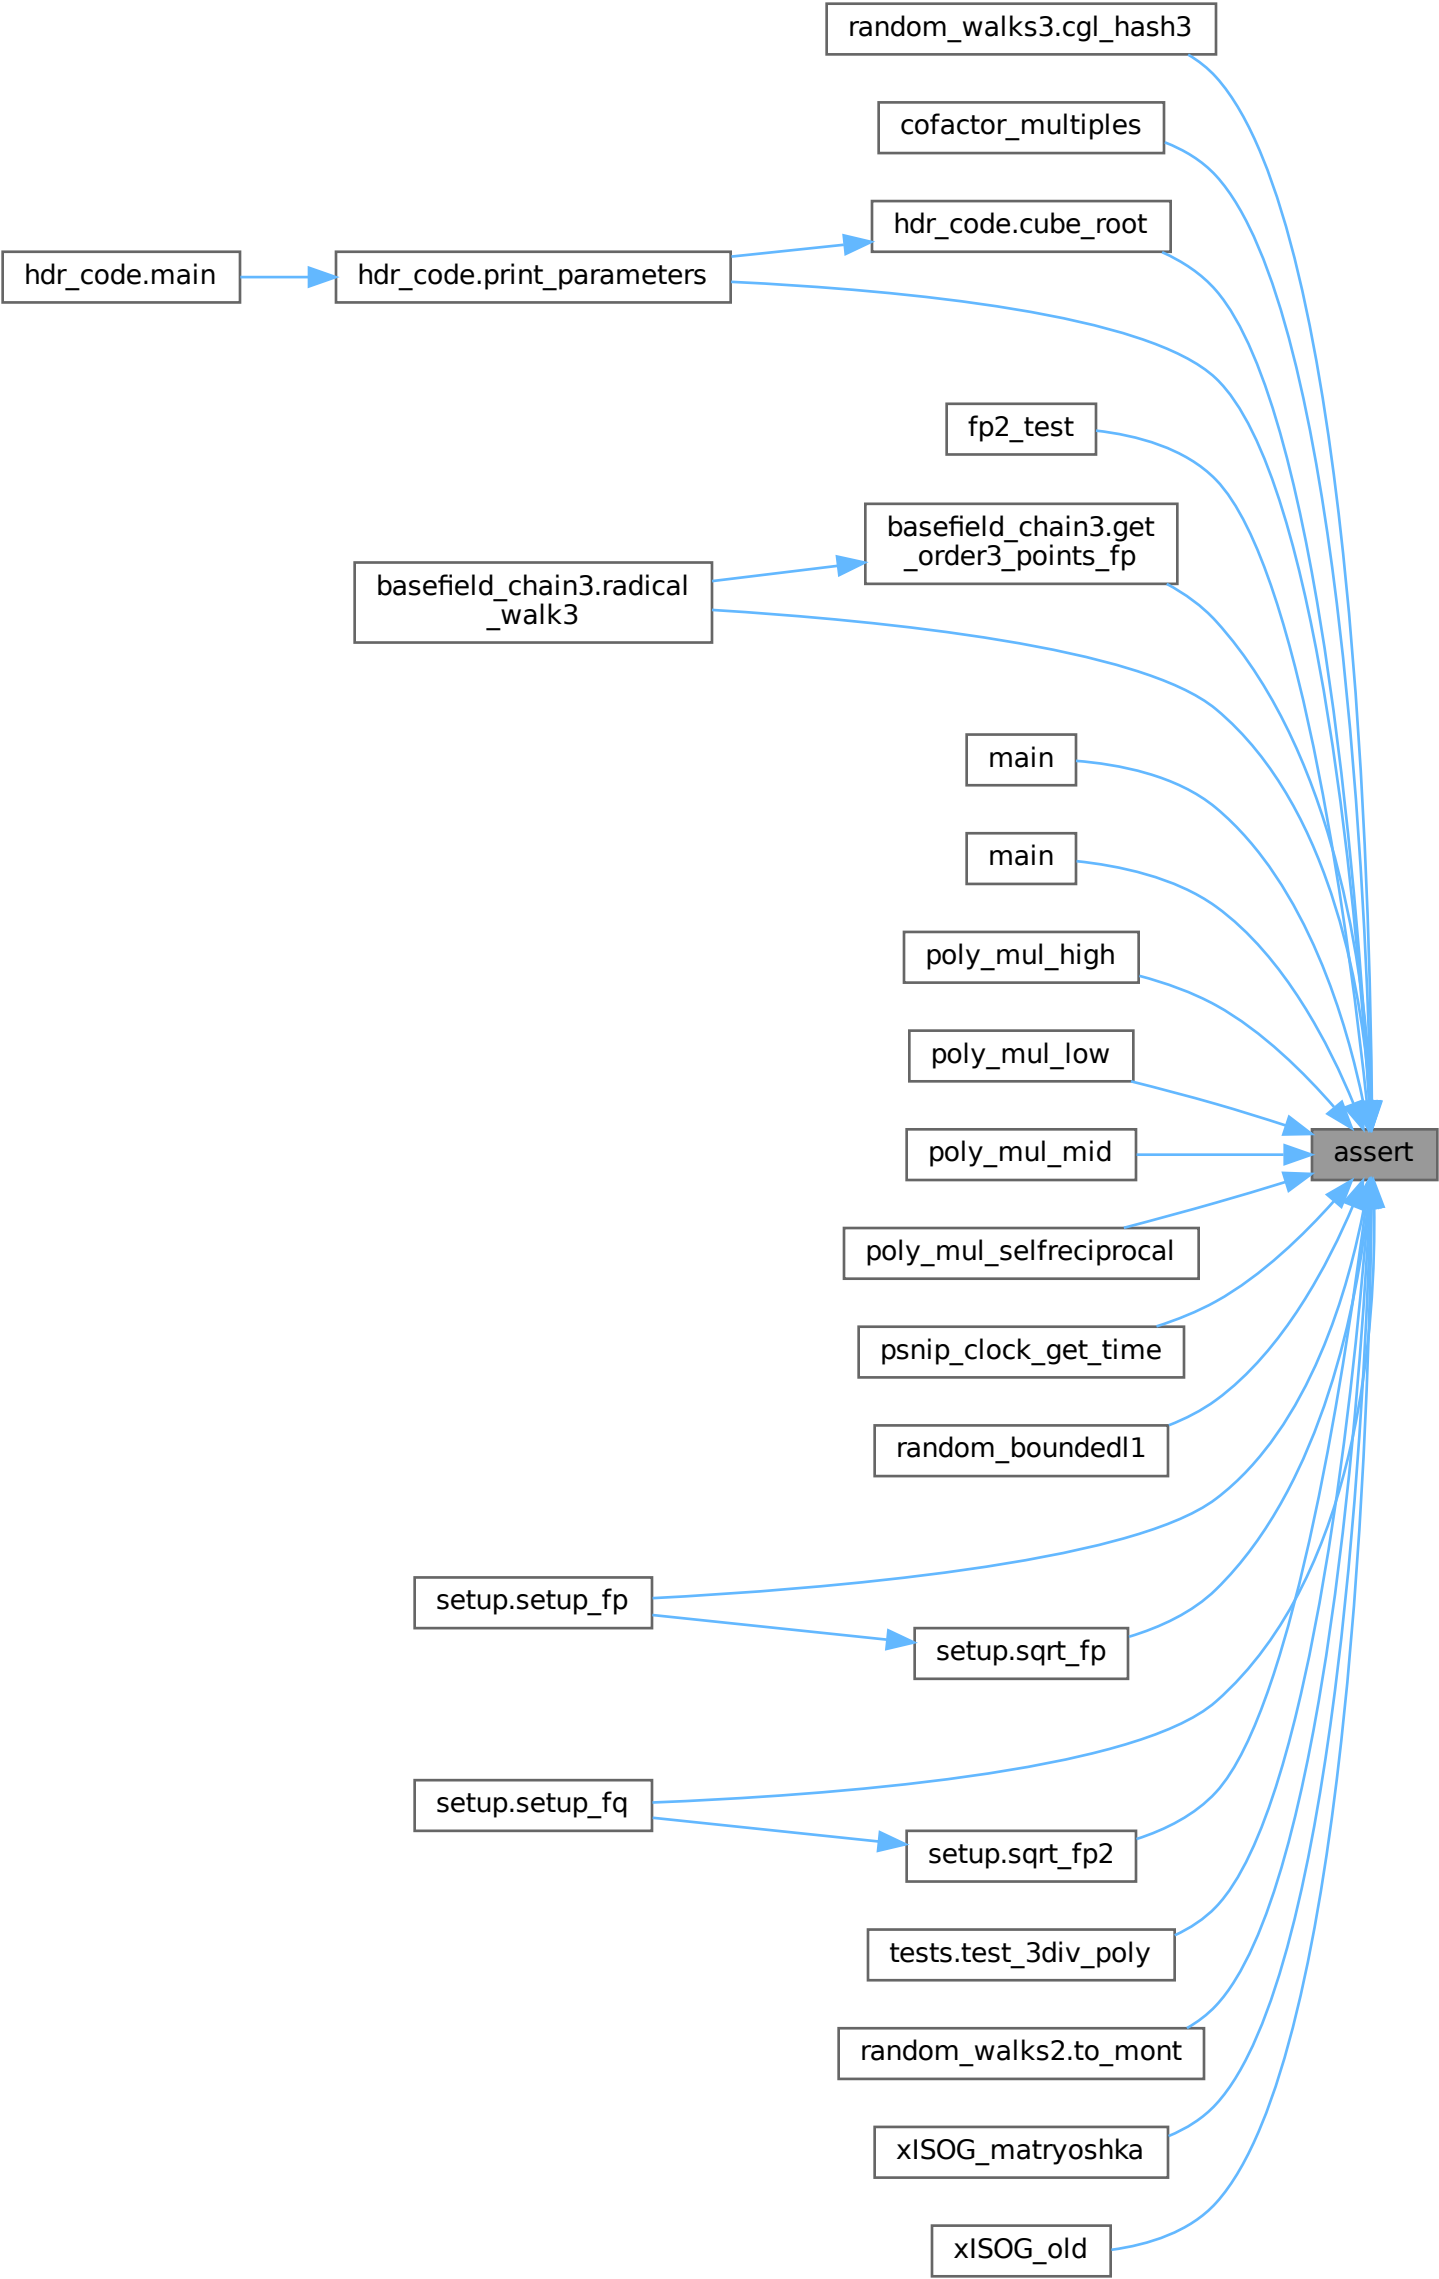 random_walks3.cgl_hash3
cofactor_multiples
hdr_code.cube_root
hdr_code.main
hdr_code.print_parameters
fp2_test
basefield_chain3.get
_order3_points_fp
basefield_chain3.radical
_walk3
main
main
poly_mul_high
poly_mul_low
poly_mul_mid
assert
poly_mul_selfreciprocal
psnip_clock_get_time
random_boundedl1
setup.setup_fp
setup.sqrt_fp
setup.setup_fq
setup.sqrt_fp2
tests.test_3div_poly
random_walks2.to_mont
xISOG_matryoshka
xISOG_old